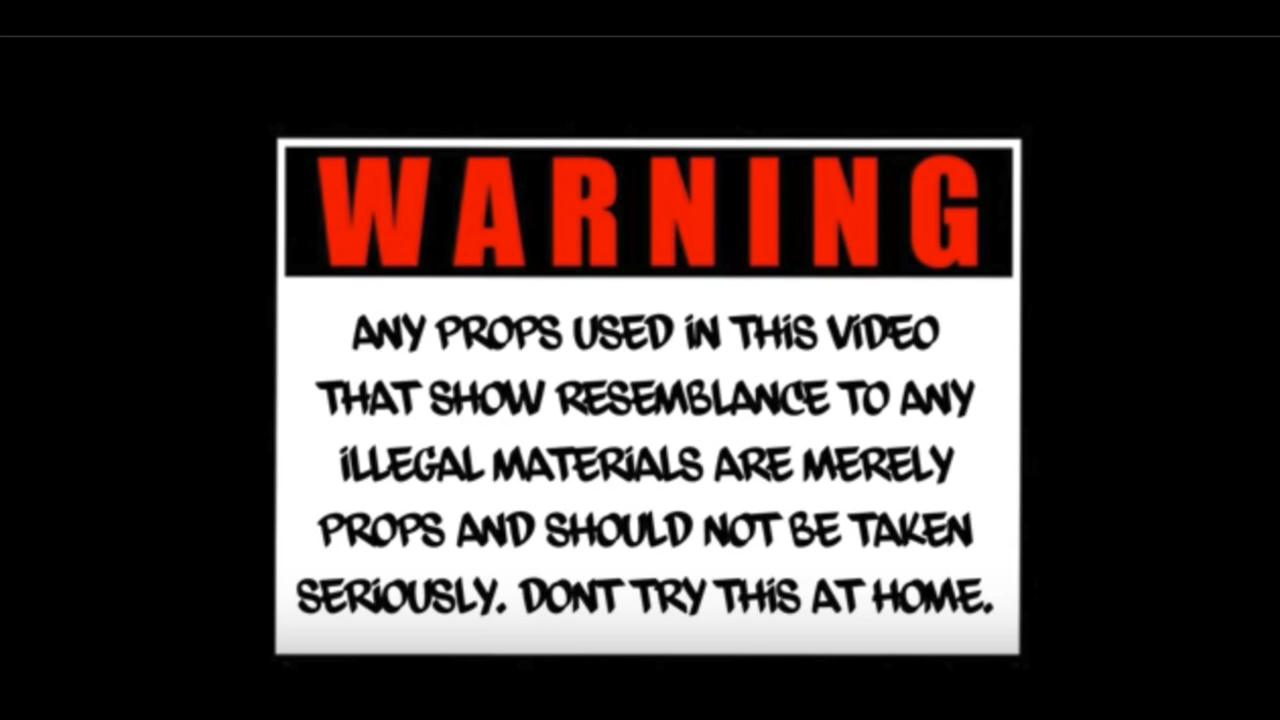 WARNING
ANY PROPS USED iN THiS ViDEO
THAT SHOW RESEMBLANCE TO ANY
iLLEGAL MATERiALS ARE MERELY
PROPS AND SHOULD NOT BE TAKEN
SERiOUSLY. DONT TRY THiS AT HOME.